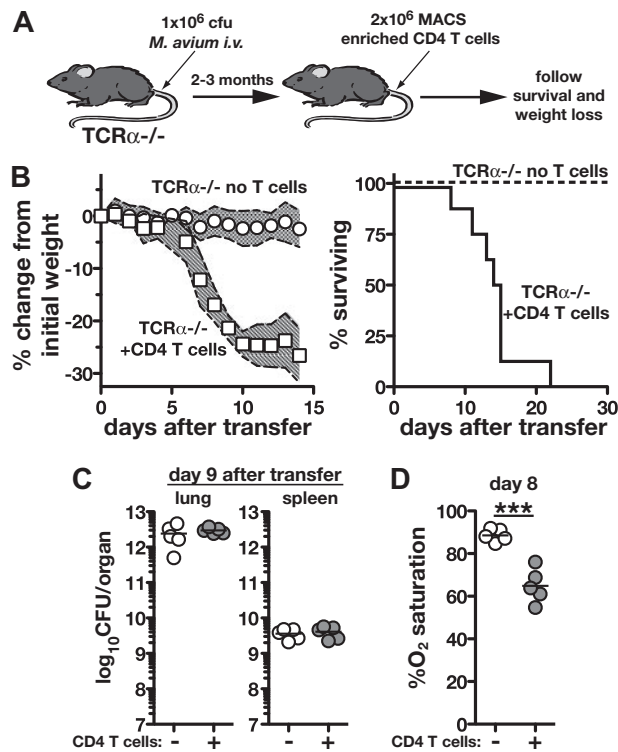 A
1x10⁶ cfu
M. avium i.v.
2-3 months
2x10⁶ MACS
enriched CD4 T cells
follow
survival and
weight loss
TCRα-/-
B
TCRα-/- no T cells
TCRα-/-
+CD4 T cells
% change from
initial weight
0
-10
-20
-30
0 5 10 15
days after transfer
TCRα-/- no T cells
TCRα-/-
+CD4 T cells
% surviving
100
75
50
25
0
0 10 20 30
days after transfer
C
day 9 after transfer
lung spleen
log₁₀CFU/organ
13
12
11
10
9
8
7
13
12
11
10
9
8
7
CD4 T cells: - + - +
D
day 8
***
%O₂ saturation
100
80
60
40
20
0
CD4 T cells: - +